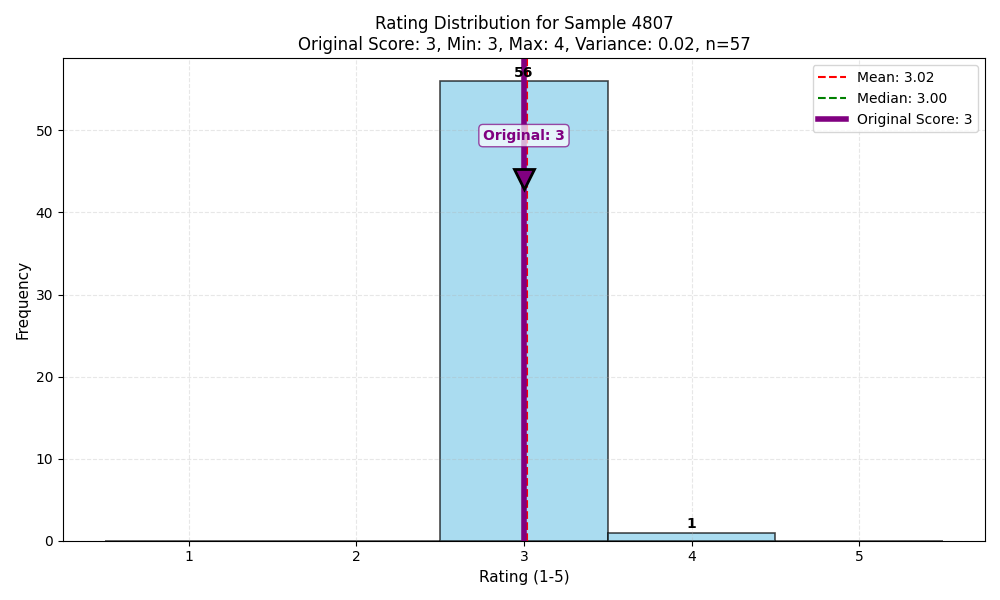 Rating Distribution for Sample 4807
Original Score: 3, Min: 3, Max: 4, Variance: 0.02, n=57
Mean: 3.02
Median: 3.00
Original Score: 3
56
Original: 3
1
Frequency
50
40
30
20
10
0
1 2 3 4 5
Rating (1-5)